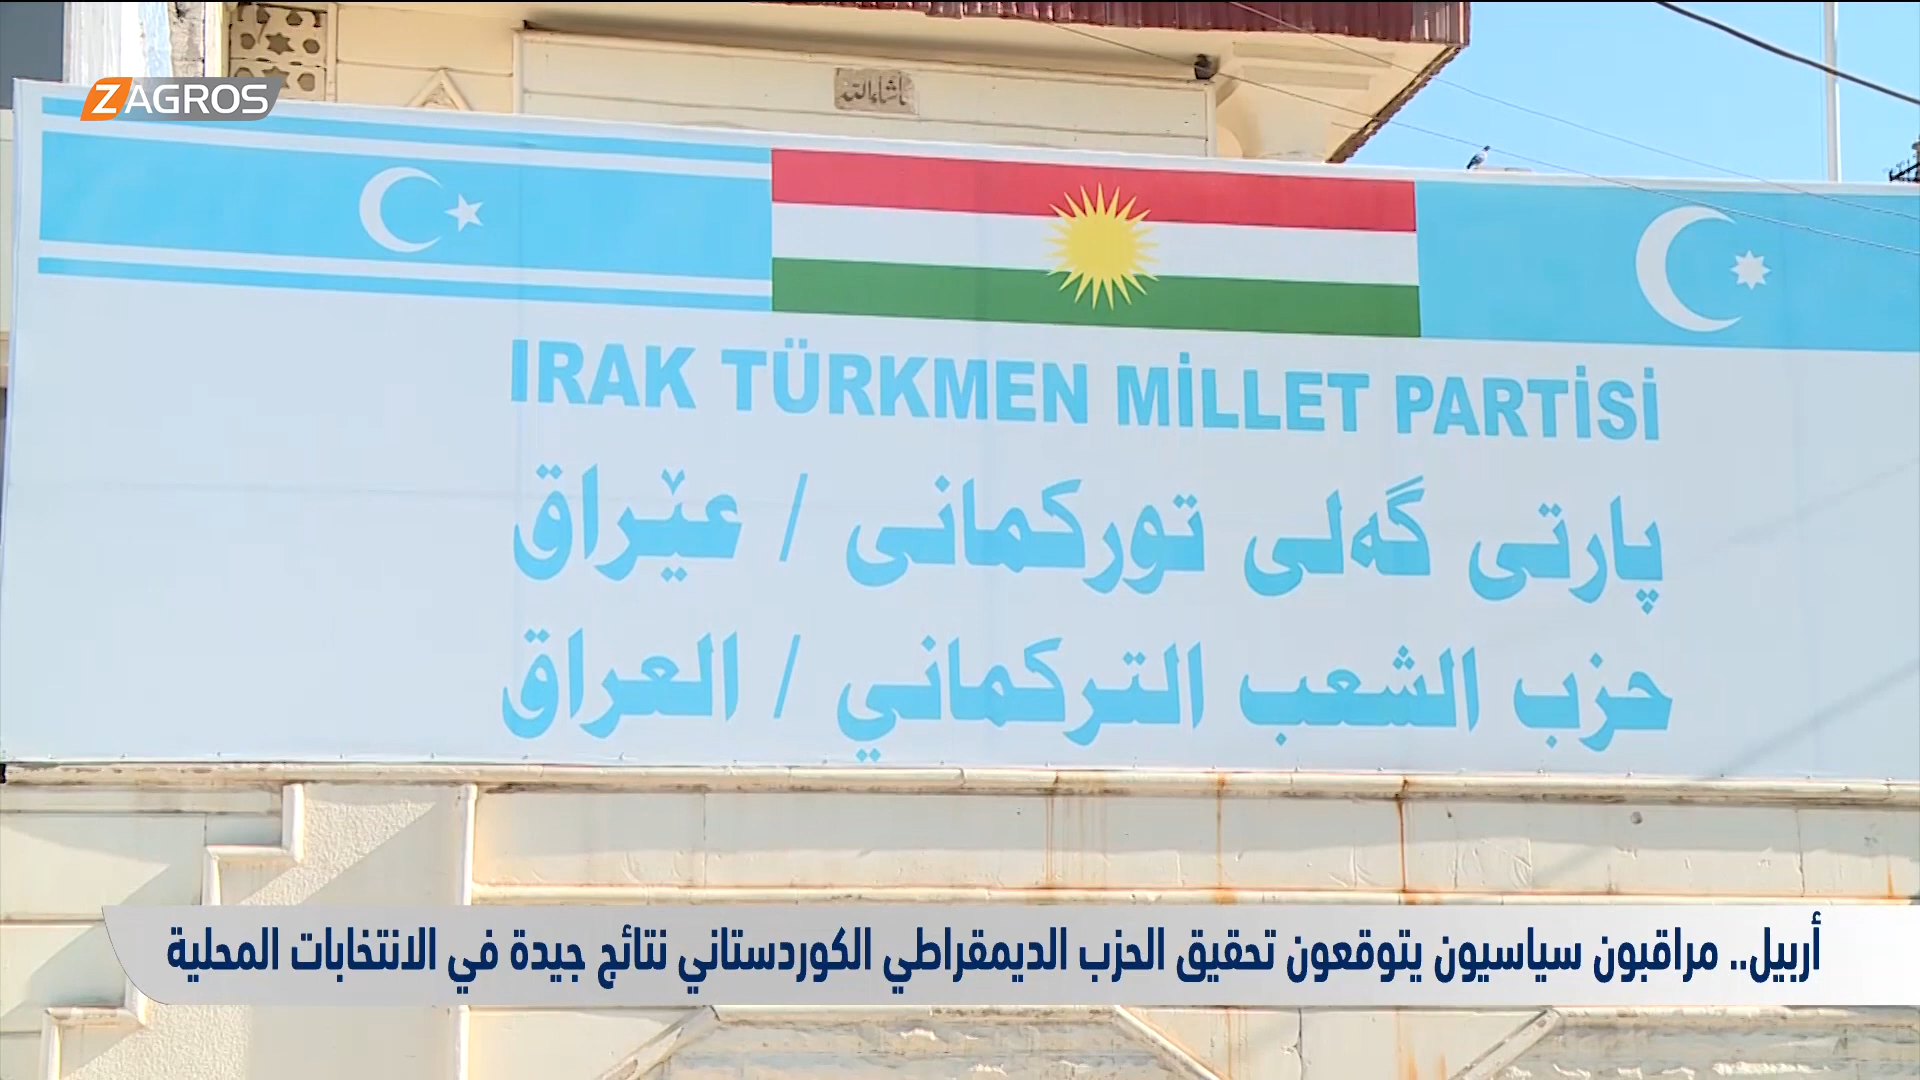 ماشاءالله
ZAGROS
IRAK TÜRKMEN MİLLET PARTİSİ
پارتی گەلی تورکمانی / عێراق
حزب الشعب التركماني / العراق
أربيل.. مراقبون سياسيون يتوقعون تحقيق الحزب الديمقراطي الكوردستاني نتائج جيدة في الانتخابات المحلية